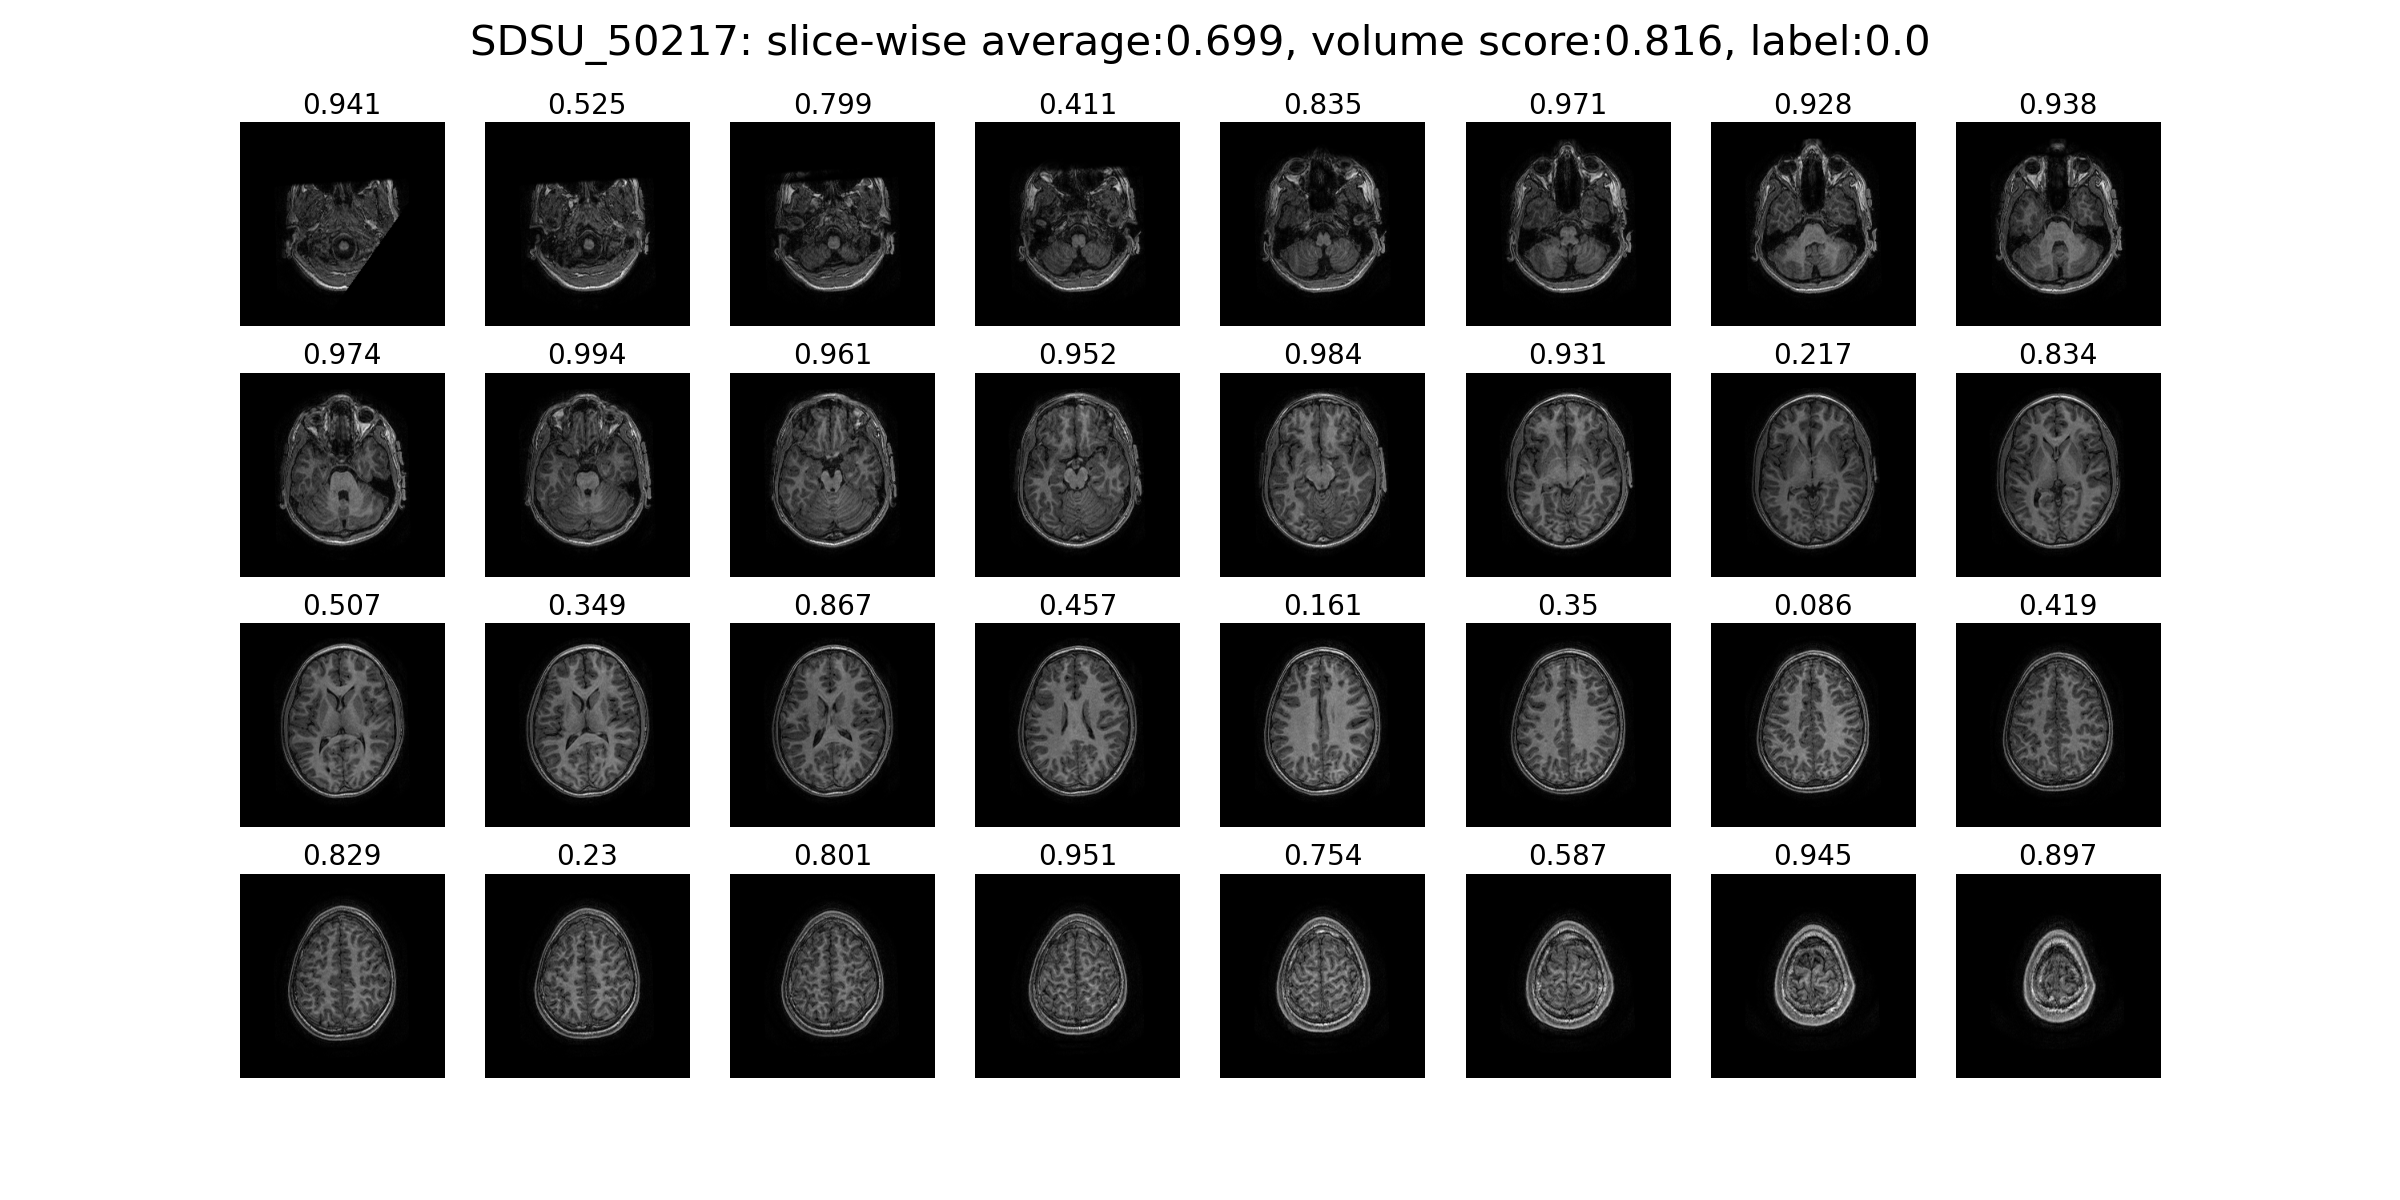 SDSU_50217: slice-wise average:0.699, volume score:0.816, label:0.0
0.941 0.525 0.799 0.411 0.835 0.971 0.928 0.938
0.974 0.994 0.961 0.952 0.984 0.931 0.217 0.834
0.507 0.349 0.867 0.457 0.161 0.35 0.086 0.419
0.829 0.23 0.801 0.951 0.754 0.587 0.945 0.897